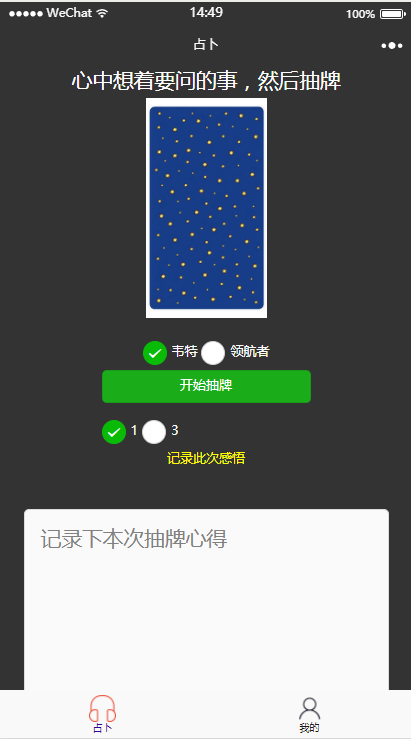 WeChat 14:49 100%
占卜
心中想着要问的事，然后抽牌
韦特 领航者
开始抽牌
1 3
记录此次感悟
记录下本次抽牌心得
占卜 我的